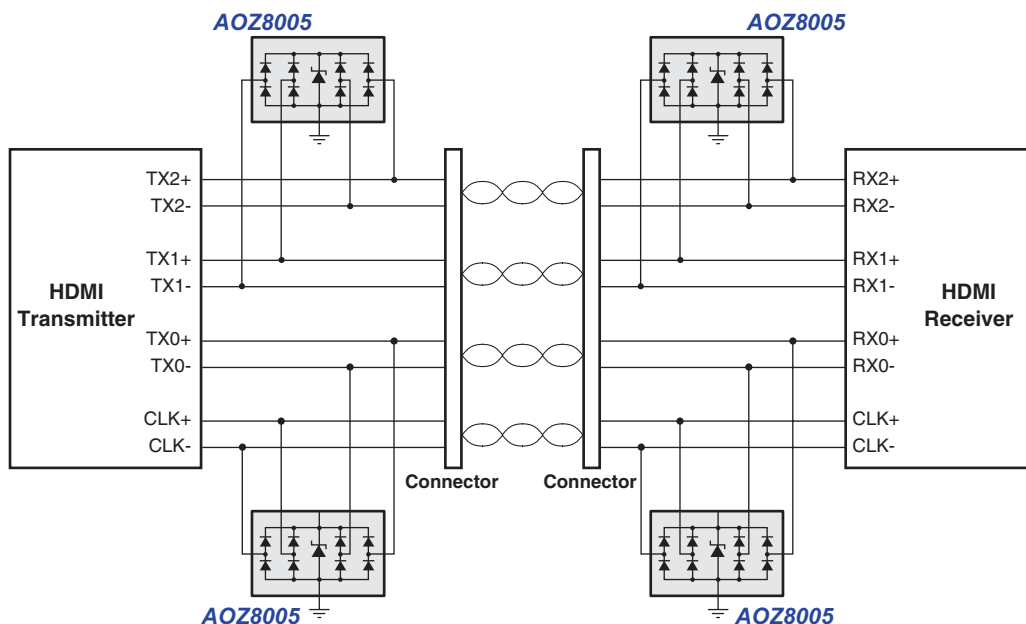 AOZ8005
AOZ8005
TX2+
TX2-
TX1+
TX1-
HDMI
Transmitter
TX0+
TX0-
CLK+
CLK-
RX2+
RX2-
RX1+
RX1-
HDMI
Receiver
RX0+
RX0-
CLK+
CLK-
Connector
Connector
AOZ8005
AOZ8005